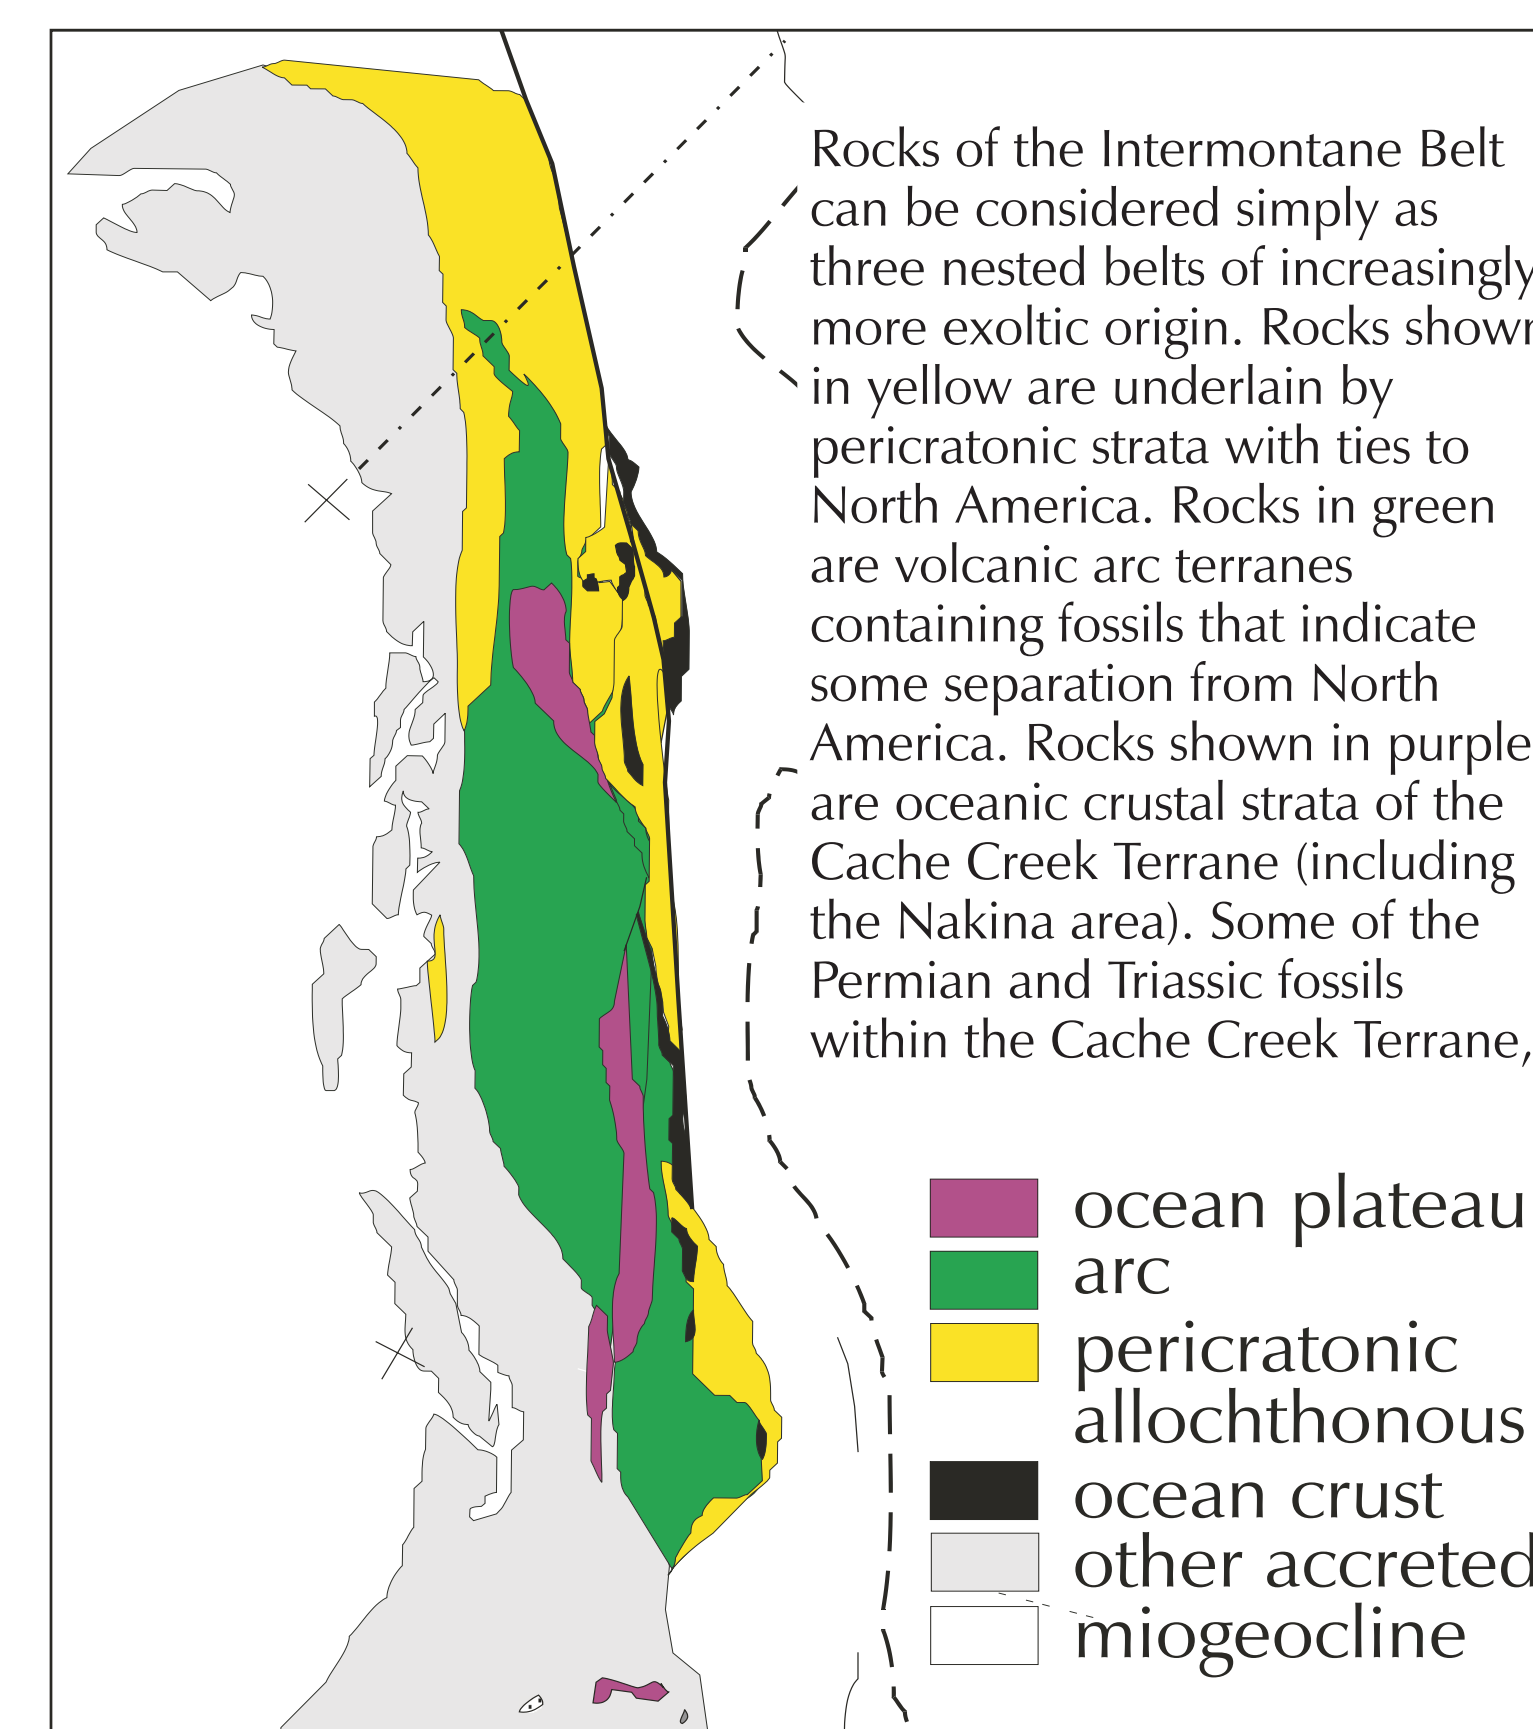 Rocks of the Intermontane Belt
can be considered simply as
three nested belts of increasingly
more exoltic origin. Rocks shown
in yellow are underlain by
pericratonic strata with ties to
North America. Rocks in green
are volcanic arc terranes
containing fossils that indicate
some separation from North
America. Rocks shown in purple
are oceanic crustal strata of the
Cache Creek Terrane (including
the Nakina area). Some of the
Permian and Triassic fossils
within the Cache Creek Terrane,
ocean plateau
arc
pericratonic
allochthonous
ocean crust
other accreted
miogeocline